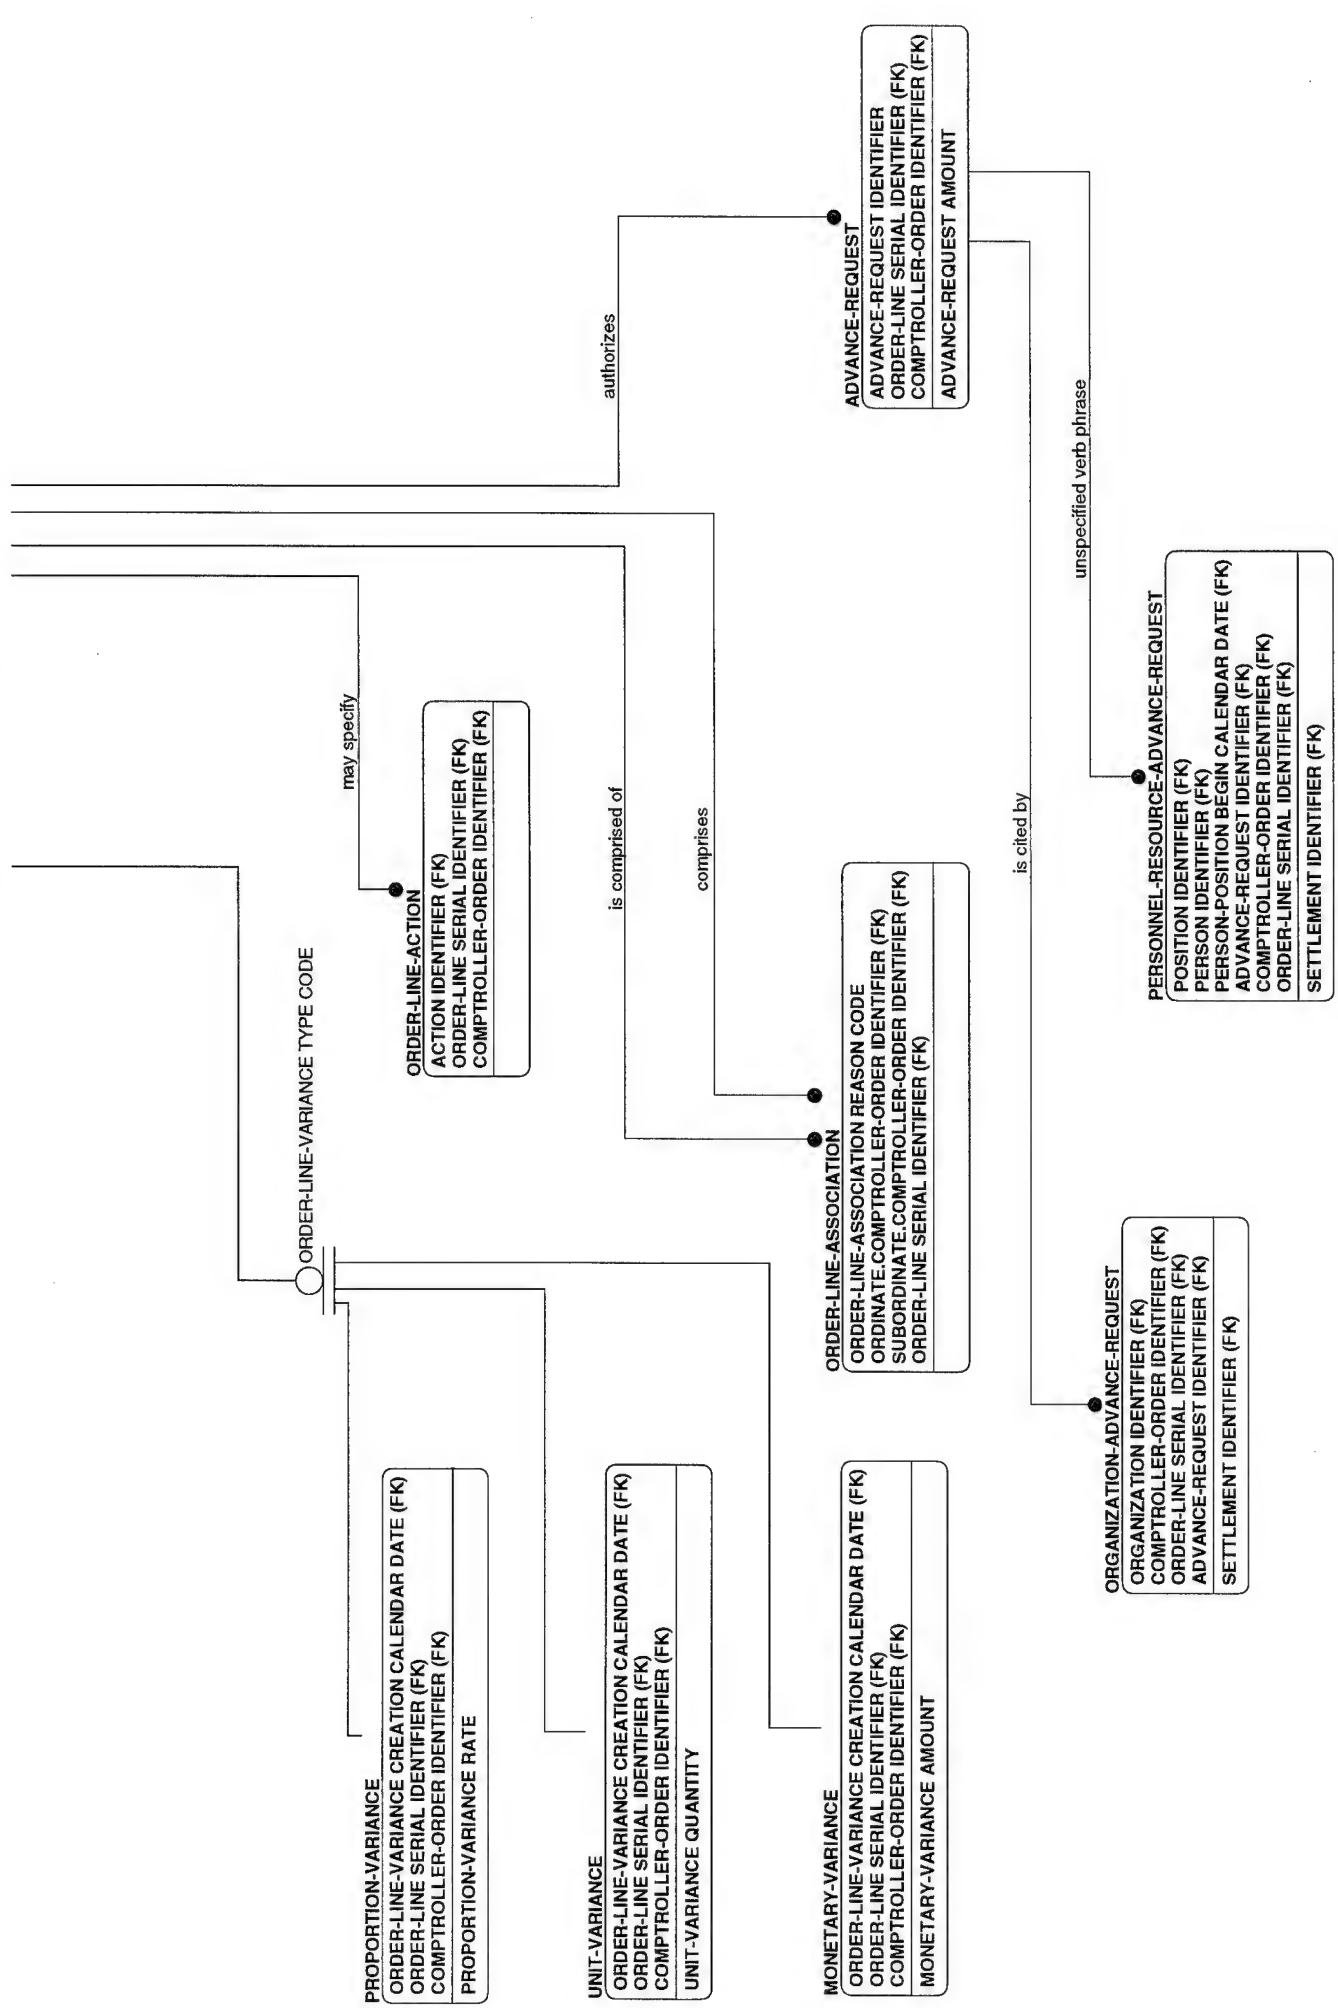 PROPORTION-VARIANCE
ORDER-LINE-VARIANCE CREATION CALENDAR DATE (FK)
ORDER-LINE SERIAL IDENTIFIER (FK)
COMPTROLLER-ORDER IDENTIFIER (FK)
PROPORTION-VARIANCE RATE
UNIT-VARIANCE
ORDER-LINE-VARIANCE CREATION CALENDAR DATE (FK)
ORDER-LINE SERIAL IDENTIFIER (FK)
COMPTROLLER-ORDER IDENTIFIER (FK)
UNIT-VARIANCE QUANTITY
MONETARY-VARIANCE
ORDER-LINE-VARIANCE CREATION CALENDAR DATE (FK)
ORDER-LINE SERIAL IDENTIFIER (FK)
COMPTROLLER-ORDER IDENTIFIER (FK)
MONETARY-VARIANCE AMOUNT
ORDER-LINE-VARIANCE TYPE CODE
may specify
ORDER-LINE-ACTION
ACTION IDENTIFIER (FK)
ORDER-LINE SERIAL IDENTIFIER (FK)
COMPTROLLER-ORDER IDENTIFIER (FK)
is comprised of
comprises
ORDER-LINE-ASSOCIATION
ORDER-LINE-ASSOCIATION REASON CODE
ORDINATE.COMPTROLLER-ORDER IDENTIFIER (FK)
SUBORDINATE.COMPTROLLER-ORDER IDENTIFIER (FK)
ORDER-LINE SERIAL IDENTIFIER (FK)
authorizes
ADVANCE-REQUEST
ADVANCE-REQUEST IDENTIFIER
ORDER-LINE SERIAL IDENTIFIER (FK)
COMPTROLLER-ORDER IDENTIFIER (FK)
ADVANCE-REQUEST AMOUNT
is cited by
unspecified verb phrase
ORGANIZATION-ADVANCE-REQUEST
ORGANIZATION IDENTIFIER (FK)
COMPTROLLER-ORDER IDENTIFIER (FK)
ORDER-LINE SERIAL IDENTIFIER (FK)
ADVANCE-REQUEST IDENTIFIER (FK)
SETTLEMENT IDENTIFIER (FK)
PERSONNEL-RESOURCE-ADVANCE-REQUEST
POSITION IDENTIFIER (FK)
PERSON IDENTIFIER (FK)
PERSON-POSITION BEGIN CALENDAR DATE (FK)
ADVANCE-REQUEST IDENTIFIER (FK)
COMPTROLLER-ORDER IDENTIFIER (FK)
ORDER-LINE SERIAL IDENTIFIER (FK)
SETTLEMENT IDENTIFIER (FK)